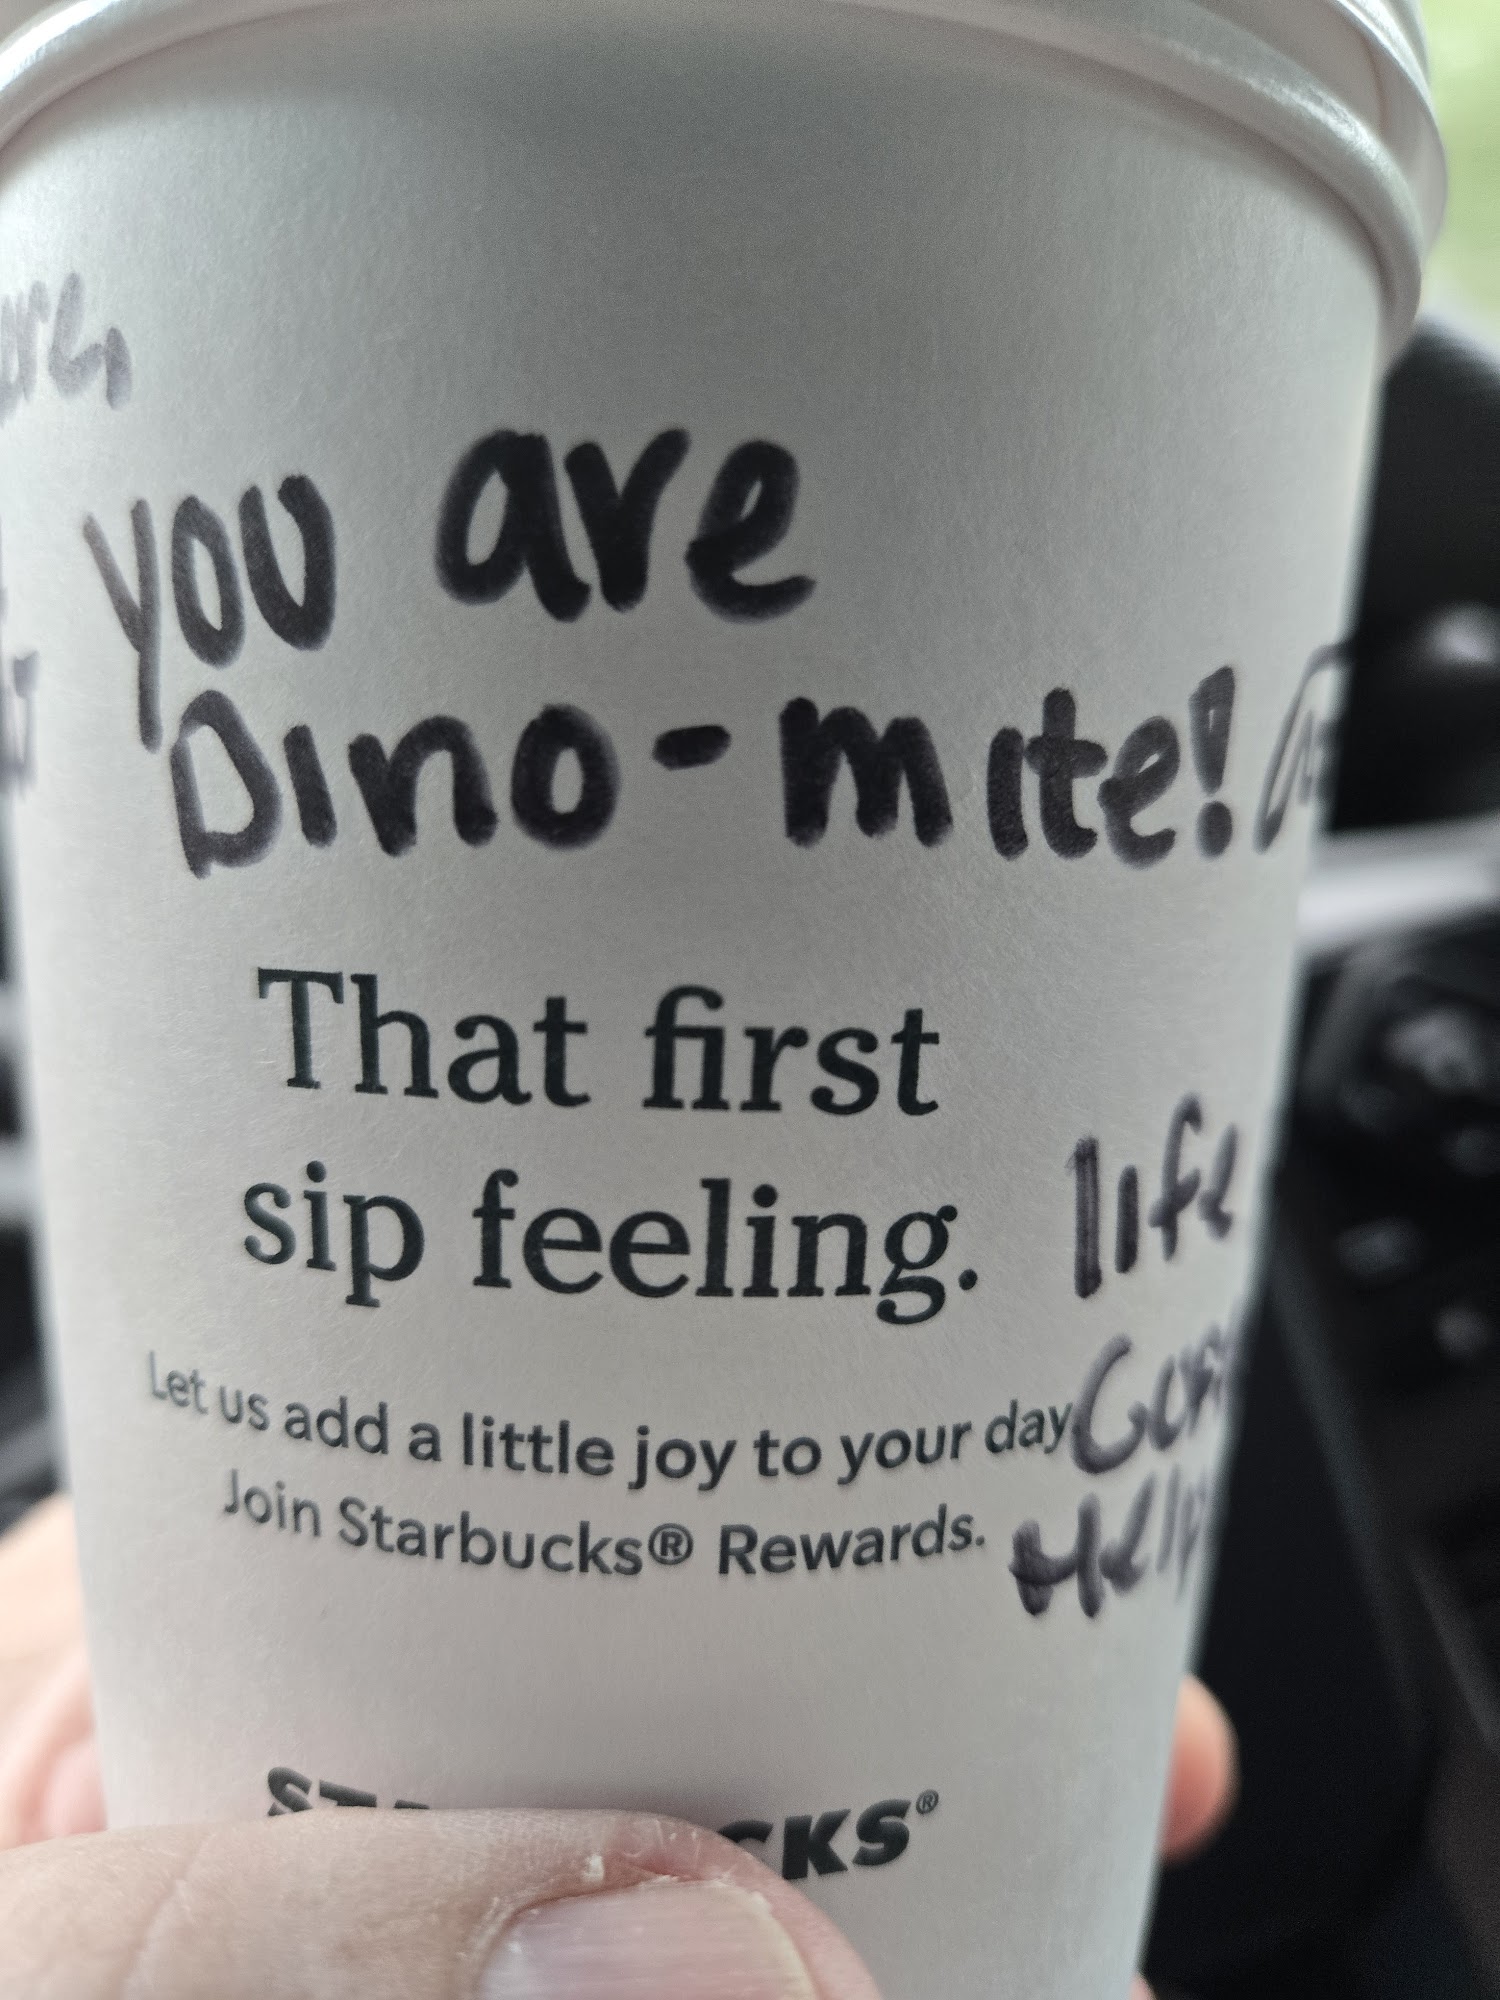 you are
Dino-mite!
That first
sip feeling.
life
Let us add a little joy to your day
Join Starbucks® Rewards.
Help